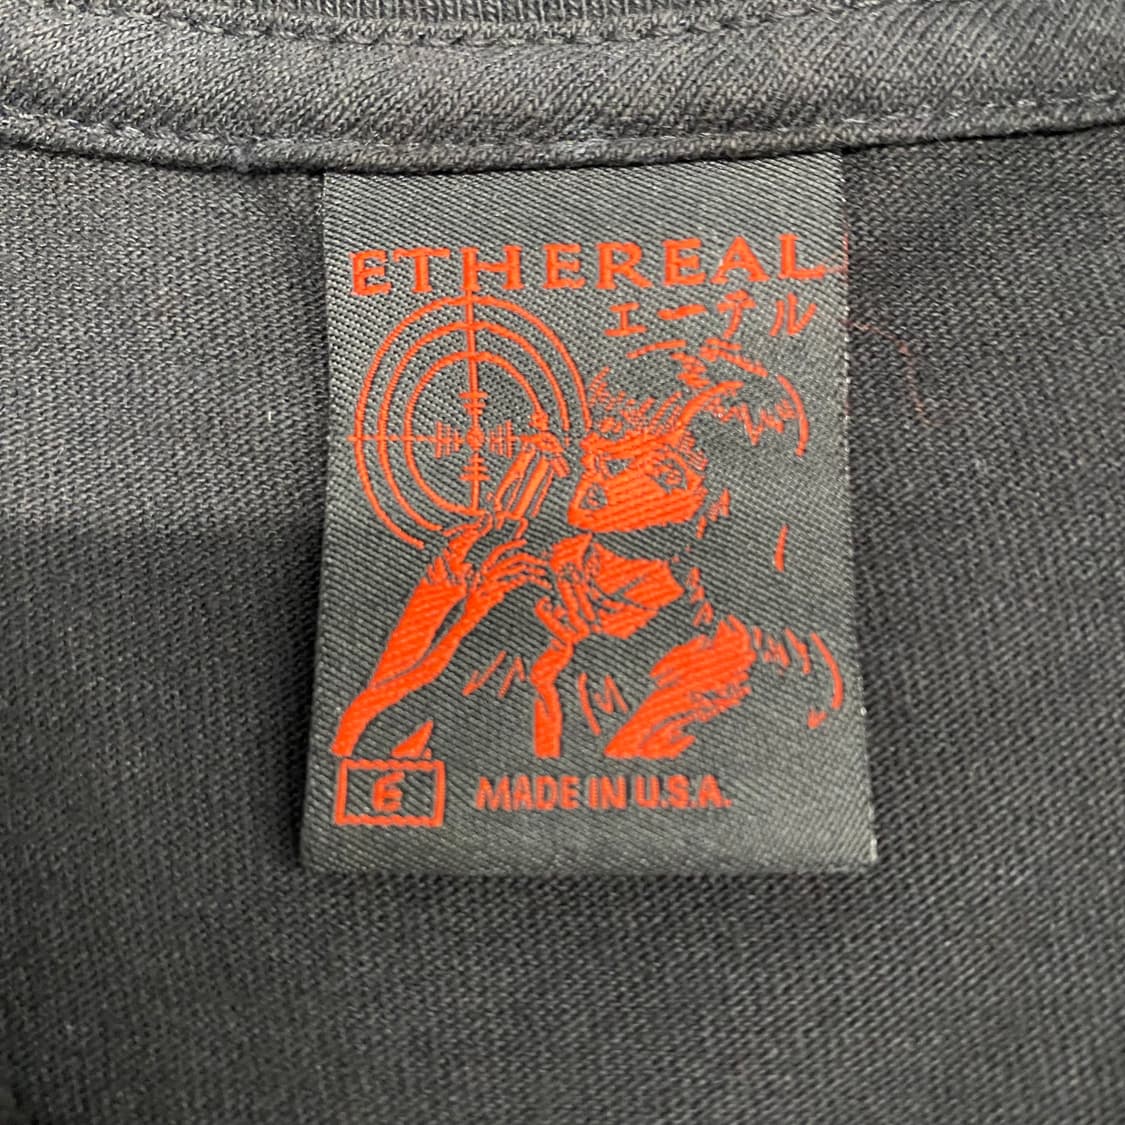 ETHEREAL
エーテル
E MADE IN U.S.A.